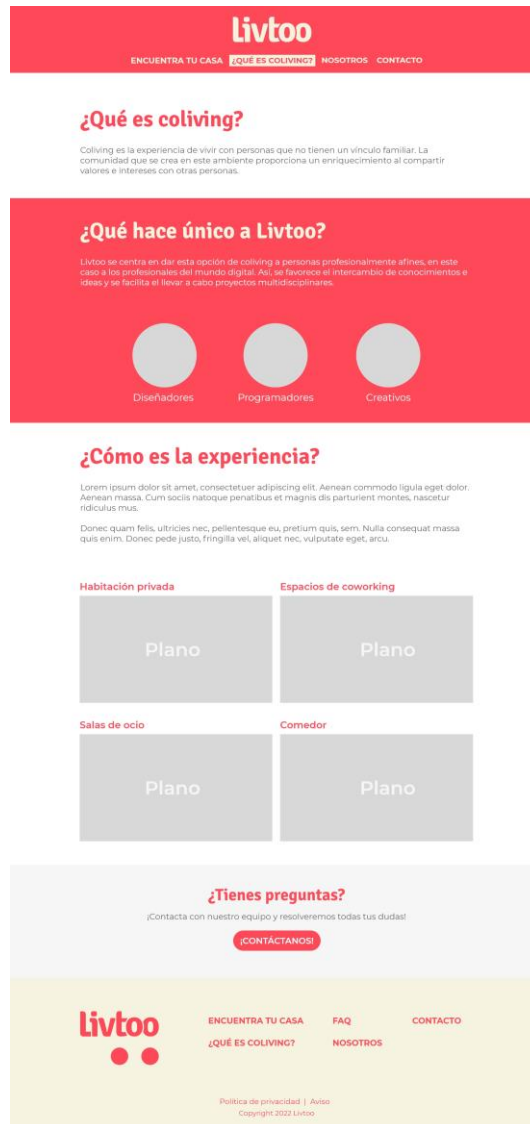 Livtoo
ENCUENTRA TU CASA ¿QUÉ ES COLIVING? NOSOTROS CONTACTO
¿Qué es coliving?
Coliving es la experiencia de vivir con personas que no tienen un vínculo familiar. La
comunidad que se crea en este ambiente proporciona un enriquecimiento al compartir
valores e intereses con otras personas.
¿Qué hace único a Livtoo?
Livtoo se centra en dar esta opción de coliving a personas profesionalmente afines, en este
caso a los profesionales del mundo digital. Así, se favorece el intercambio de conocimientos e
ideas y se facilita el llevar a cabo proyectos multidisciplinares.
Diseñadores Programadores Creativos
¿Cómo es la experiencia?
Lorem ipsum dolor sit amet, consectetuer adipiscing elit. Aenean commodo ligula eget dolor.
Aenean massa. Cum sociis natoque penatibus et magnis dis parturient montes, nascetur
ridiculus mus.
Donec quam felis, ultricies nec, pellentesque eu, pretium quis, sem. Nulla consequat massa
quis enim. Donec pede justo, fringilla vel, aliquet nec, vulputate eget, arcu.
Habitación privada Espacios de coworking
Plano Plano
Salas de ocio Comedor
Plano Plano
¿Tienes preguntas?
¡Contacta con nuestro equipo y resolveremos todas tus dudas!
¡CONTÁCTANOS!
Livtoo
ENCUENTRA TU CASA FAQ CONTACTO
¿QUÉ ES COLIVING? NOSOTROS
Política de privacidad | Aviso
Copyright 2022 Livtoo